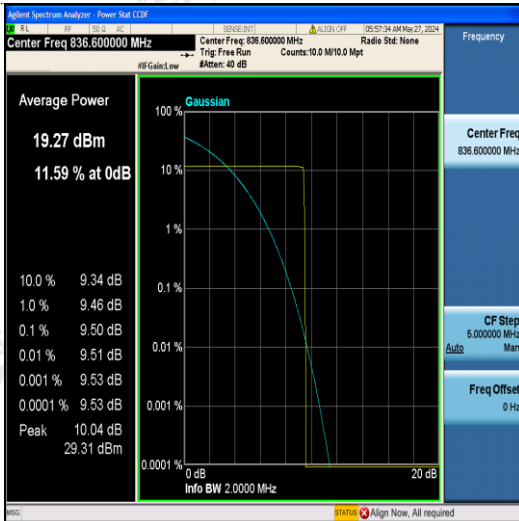 Agilent Spectrum Analyzer - Power Stat CCDF
RL RF 50 Ω AC SENSE:INT ALIGN OFF 05:57:34 AM May 27, 2024
Center Freq 836.600000 MHz
Center Freq: 836.600000 MHz Radio Std: None
Trig: Free Run Counts:10.0 M/10.0 Mpt
#IFGain:Low #Atten: 40 dB
Frequency
Average Power
19.27 dBm
11.59 % at 0dB
10.0 % 9.34 dB
1.0 % 9.46 dB
0.1 % 9.50 dB
0.01 % 9.51 dB
0.001 % 9.53 dB
0.0001 % 9.53 dB
Peak 10.04 dB
29.31 dBm
Gaussian
100 %
10 %
1 %
0.1 %
0.01 %
0.001 %
0.0001 %
0 dB 20 dB
Info BW 2.0000 MHz
Center Freq
836.600000 MHz
CF Step
5.000000 MHz
Auto Man
Freq Offset
0 Hz
MSG STATUS Align Now, All required